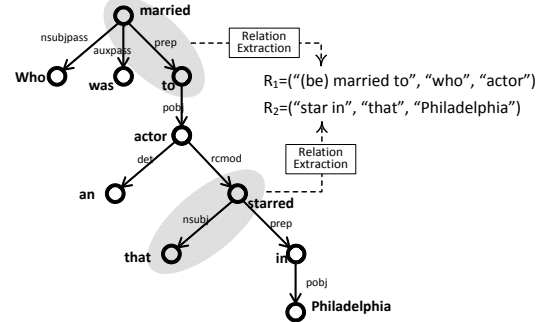 married
nsubjpass
auxpass
prep
Relation
Extraction
Who
was
to
R1=("(be) married to", "who", "actor")
R2=("star in", "that", "Philadelphia")
pobj
actor
det
rcmod
Relation
Extraction
an
starred
nsubj
prep
that
in
pobj
Philadelphia